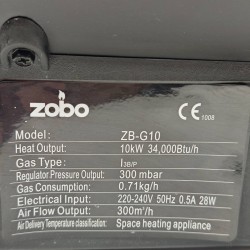 zobo
CE 1008
Model: ZB-G10
Heat Output: 10kW 34,000Btu/h
Gas Type: I3B/P
Regulator Pressure Output: 300 mbar
Gas Consumption: 0.71kg/h
Electrical Input: 220-240V 50Hz 0.5A 28W
Air Flow Output: 300m³/h
Air Delivery Temperature classification: Space heating appliance